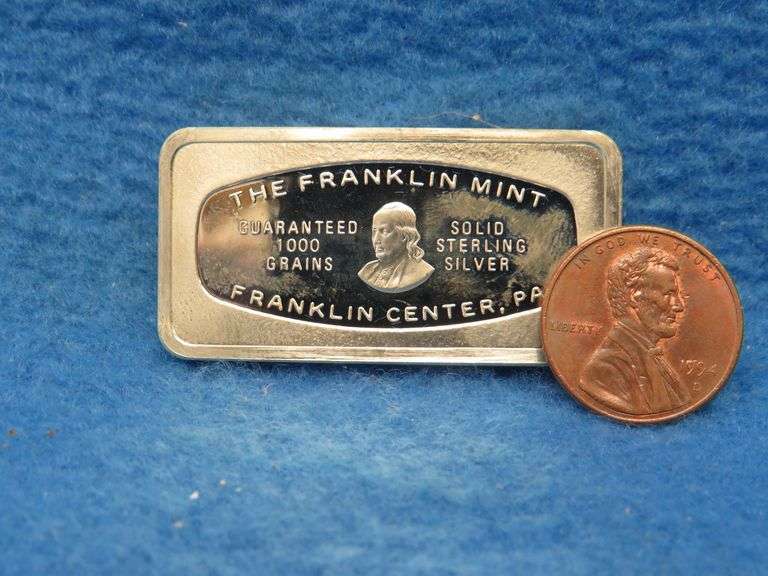 THE FRANKLIN MINT
GUARANTEED
1000
GRAINS
SOLID
STERLING
SILVER
FRANKLIN CENTER, PA
IN GOD WE TRUST
LIBERTY
1994
D